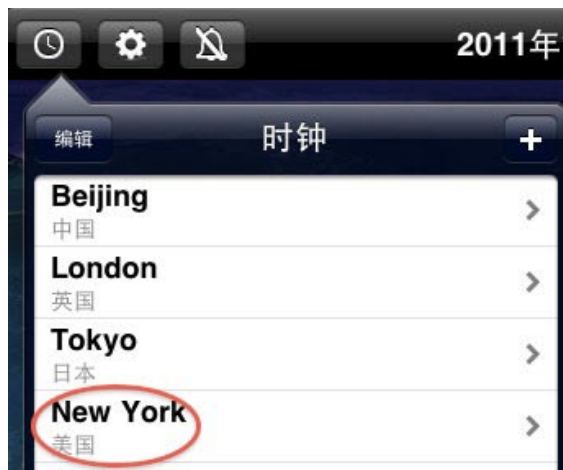 2011年
编辑 时钟 +
Beijing
中国
London
英国
Tokyo
日本
New York
美国